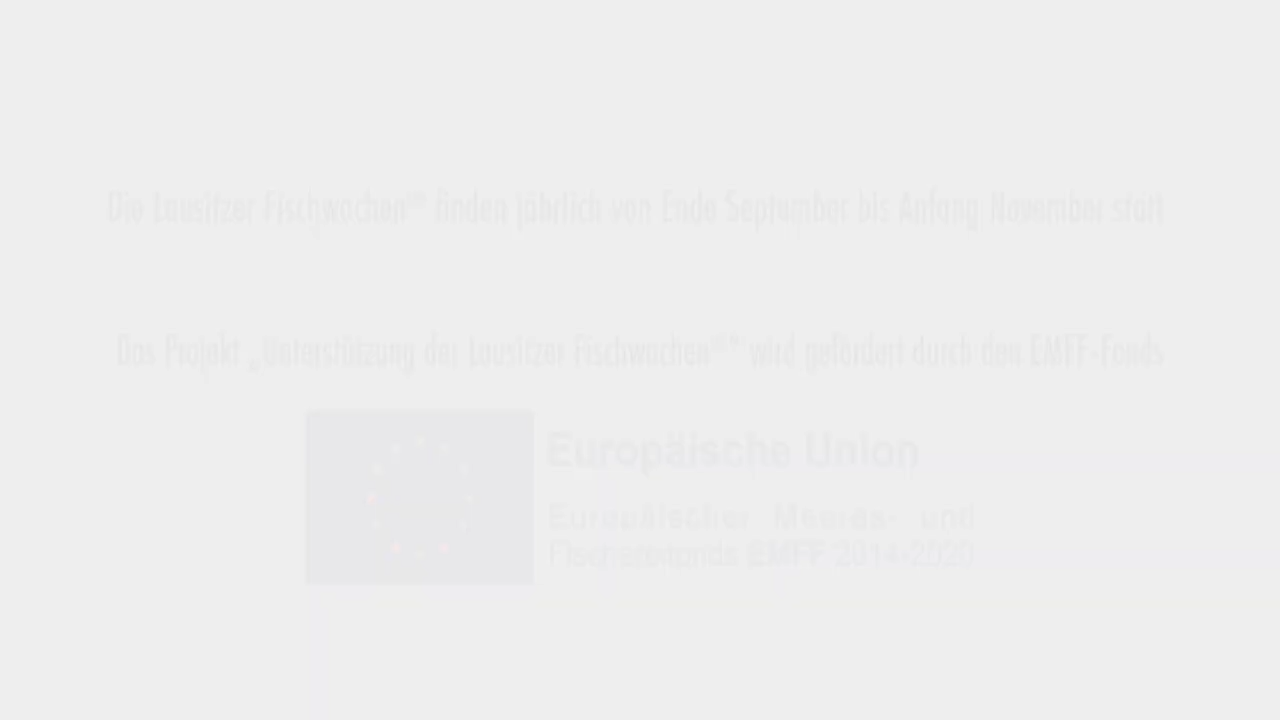 Die Lausitzer Fischwochen finden jährlich von Ende September bis Anfang November statt
Das Projekt „Unterstützung der Lausitzer Fischwochen“ wird gefördert durch den EMFF-Fonds
Europäische Union
Europäischer Meeres- und
Fischereifonds EMFF 2014-2020